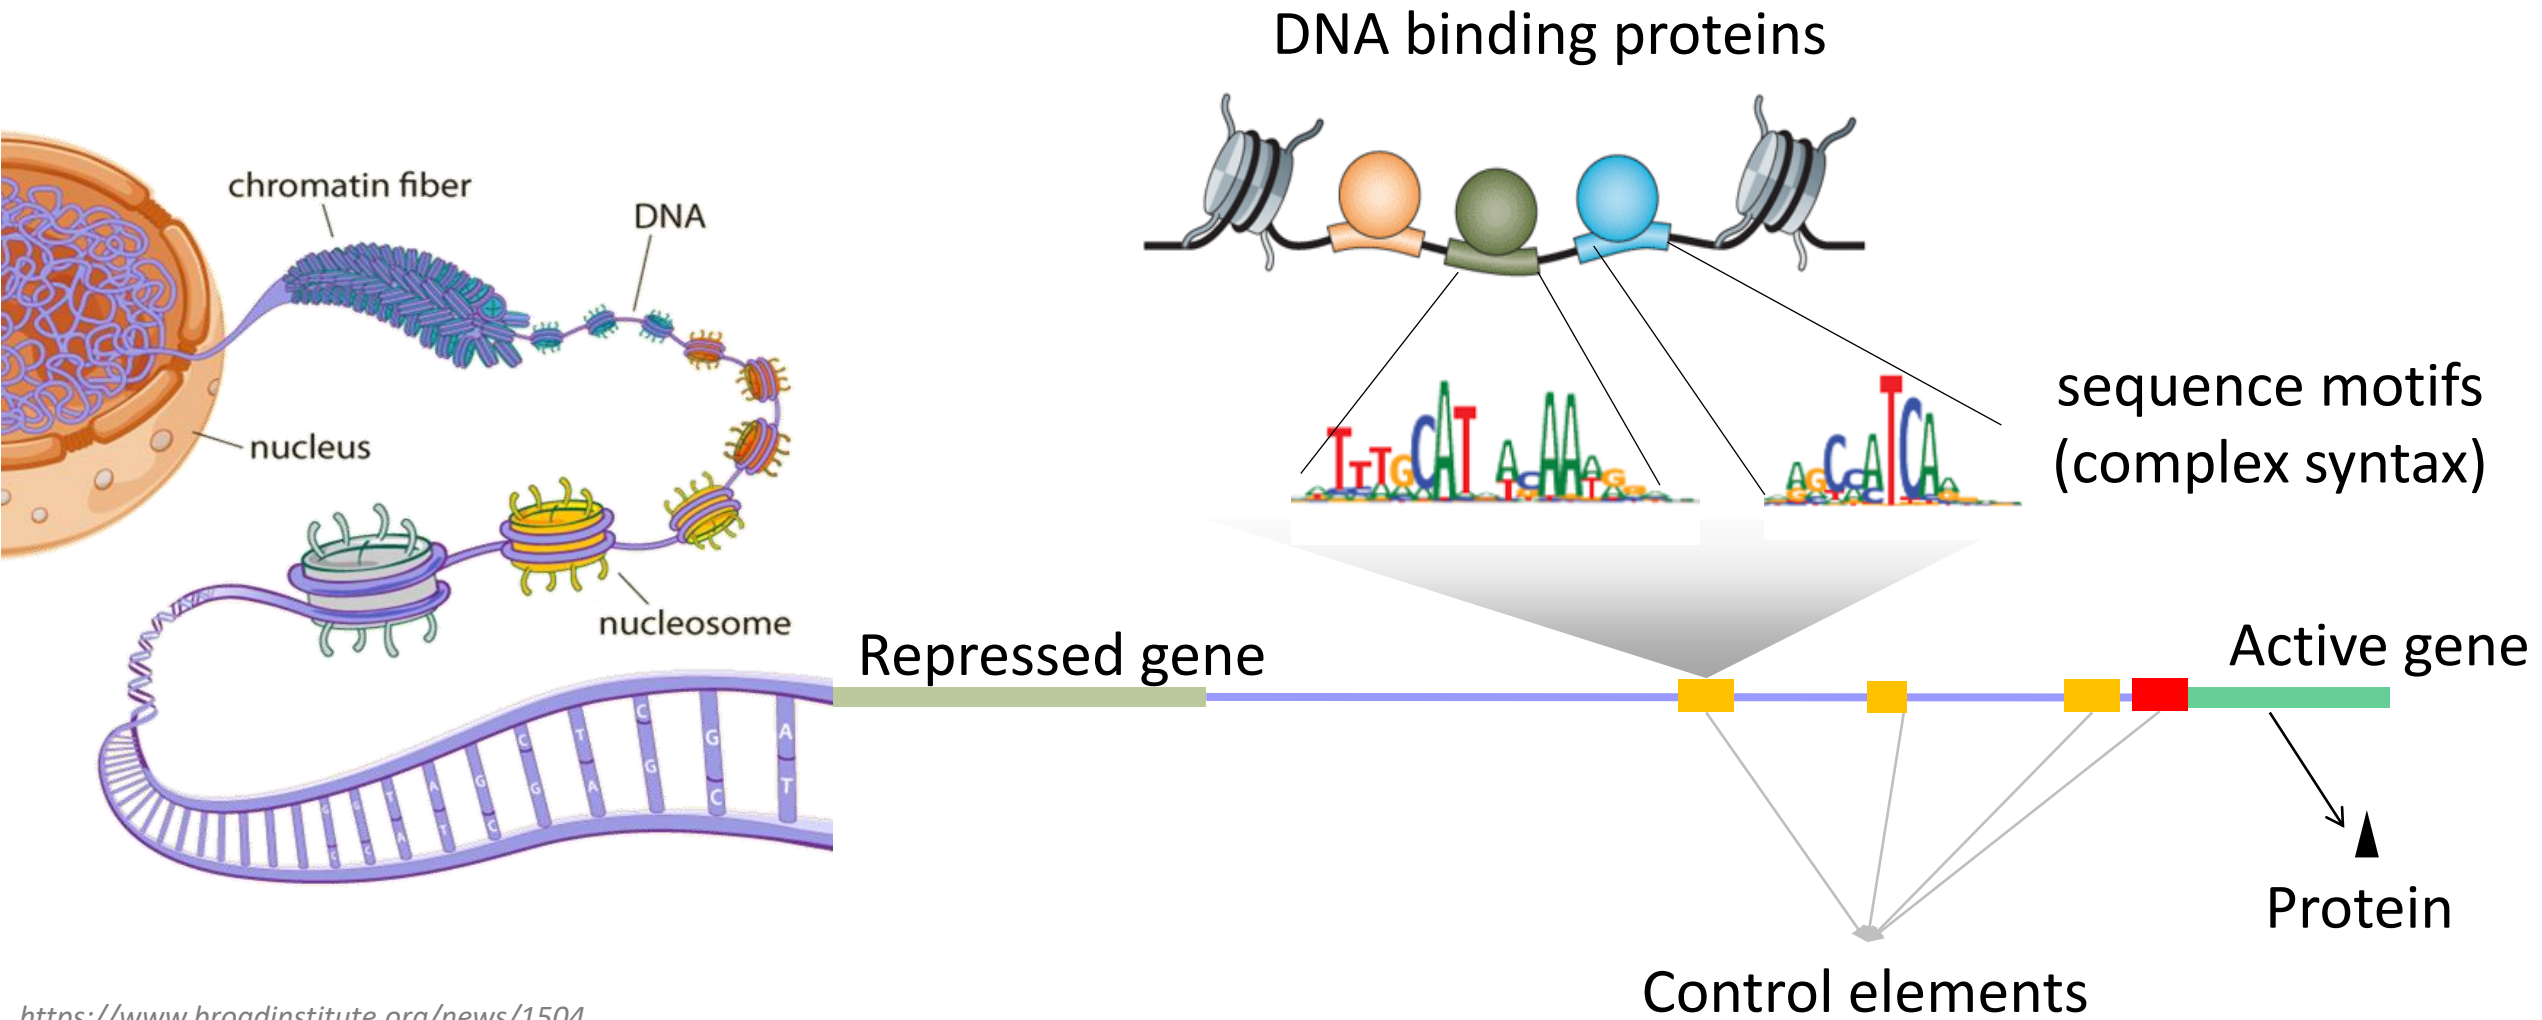 DNA binding proteins
chromatin fiber
DNA
nucleus
nucleosome
sequence motifs
(complex syntax)
TTTGCAT
Repressed gene
Active gene
C T C G A
G A G C T
G G T A G
C C A T C
Protein
Control elements
https://www.broadinstitute.org/news/1504